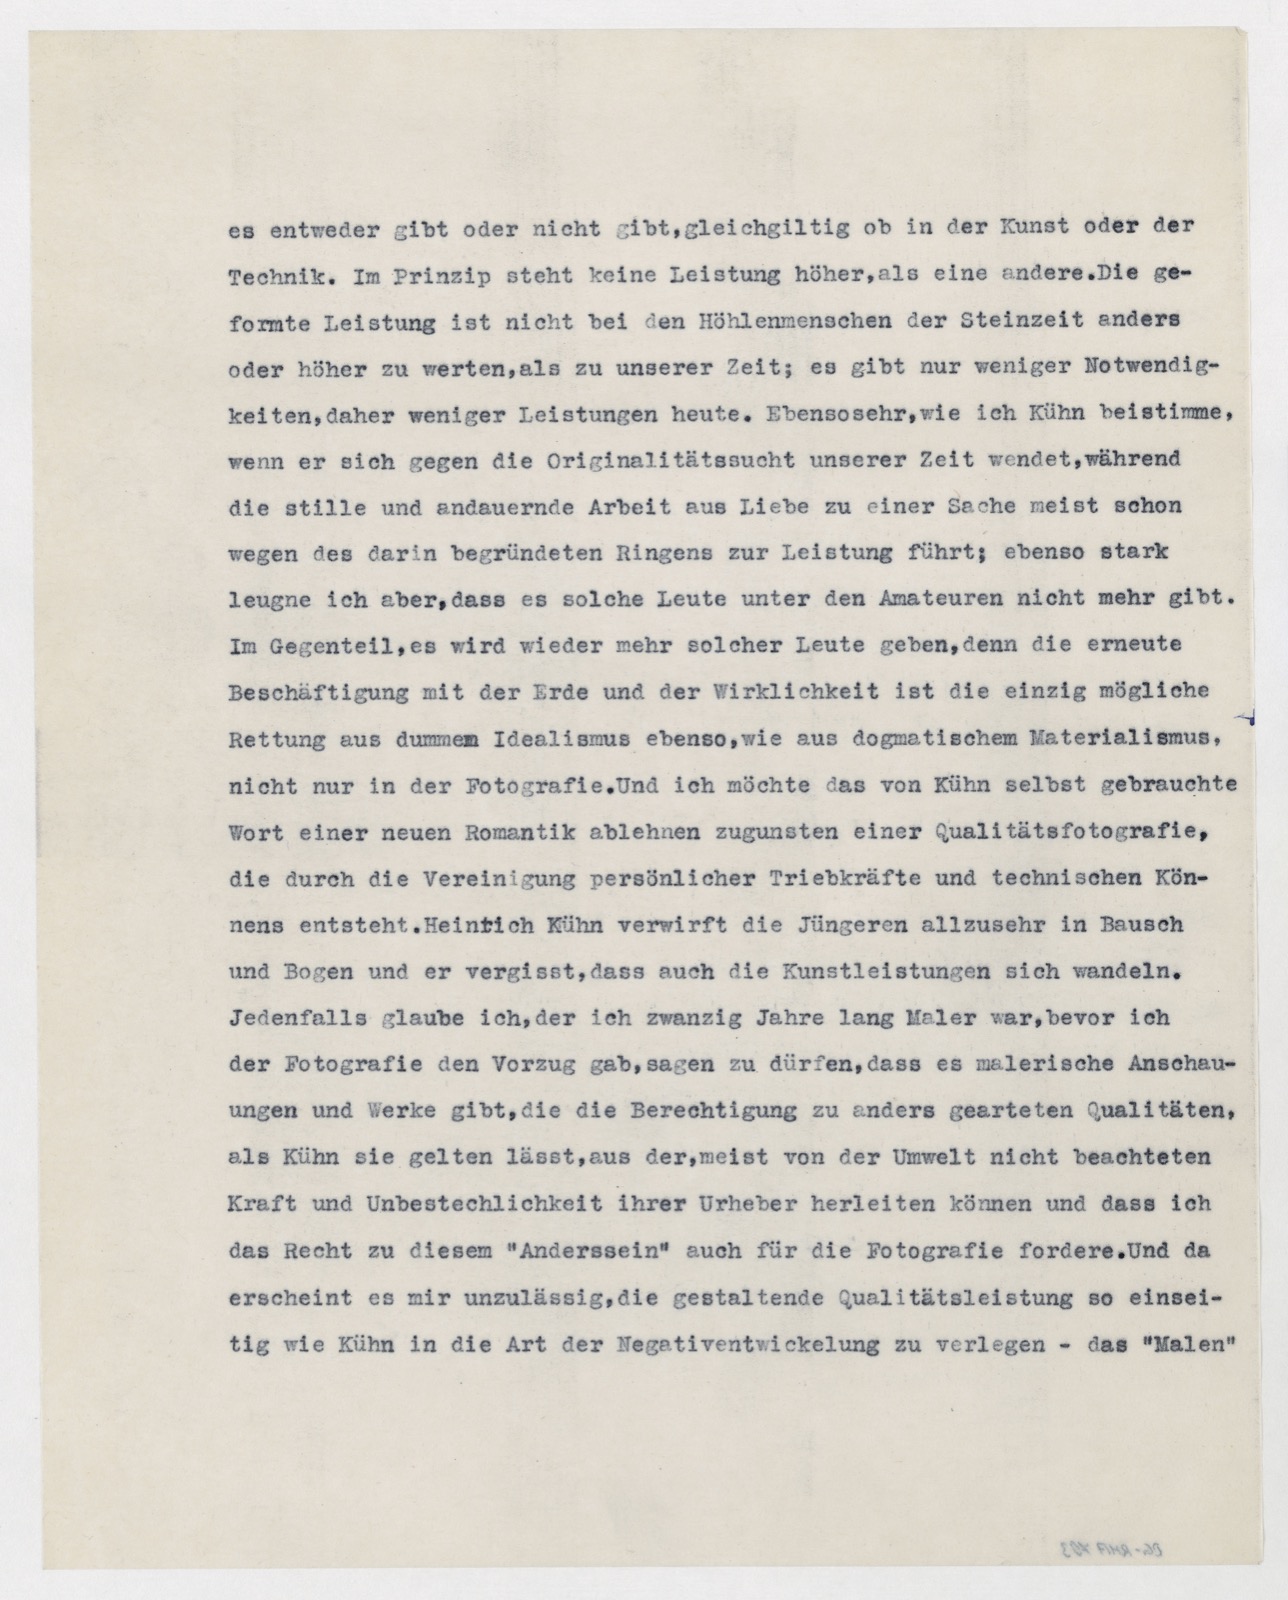 es entweder gibt oder nicht gibt,gleichgiltig ob in der Kunst oder der
Technik. Im Prinzip steht keine Leistung höher,als eine andere.Die ge-
formte Leistung ist nicht bei den Höhlenmenschen der Steinzeit anders
oder höher zu werten,als zu unserer Zeit; es gibt nur weniger Notwendig-
keiten,daher weniger Leistungen heute. Ebensosehr,wie ich Kühn beistimme,
wenn er sich gegen die Originalitätssucht unserer Zeit wendet,während
die stille und andauernde Arbeit aus Liebe zu einer Sache meist schon
wegen des darin begründeten Ringens zur Leistung führt; ebenso stark
leugne ich aber,dass es solche Leute unter den Amateuren nicht mehr gibt.
Im Gegenteil,es wird wieder mehr solcher Leute geben,denn die erneute
Beschäftigung mit der Erde und der Wirklichkeit ist die einzig mögliche
Rettung aus dummem Idealismus ebenso,wie aus dogmatischem Materialismus,
nicht nur in der Fotografie.Und ich möchte das von Kühn selbst gebrauchte
Wort einer neuen Romantik ablehnen zugunsten einer Qualitätsfotografie,
die durch die Vereinigung persönlicher Triebkräfte und technischen Kön-
nens entsteht.Heinrich Kühn verwirft die Jüngeren allzusehr in Bausch
und Bogen und er vergisst,dass auch die Kunstleistungen sich wandeln.
Jedenfalls glaube ich,der ich zwanzig Jahre lang Maler war,bevor ich
der Fotografie den Vorzug gab,sagen zu dürfen,dass es malerische Anschau-
ungen und Werke gibt,die die Berechtigung zu anders gearteten Qualitäten,
als Kühn sie gelten lässt,aus der,meist von der Umwelt nicht beachteten
Kraft und Unbestechlichkeit ihrer Urheber herleiten können und dass ich
das Recht zu diesem "Anderssein" auch für die Fotografie fordere.Und da
erscheint es mir unzulässig,die gestaltende Qualitätsleistung so einsei-
tig wie Kühn in die Art der Negativentwickelung zu verlegen - das "Malen"